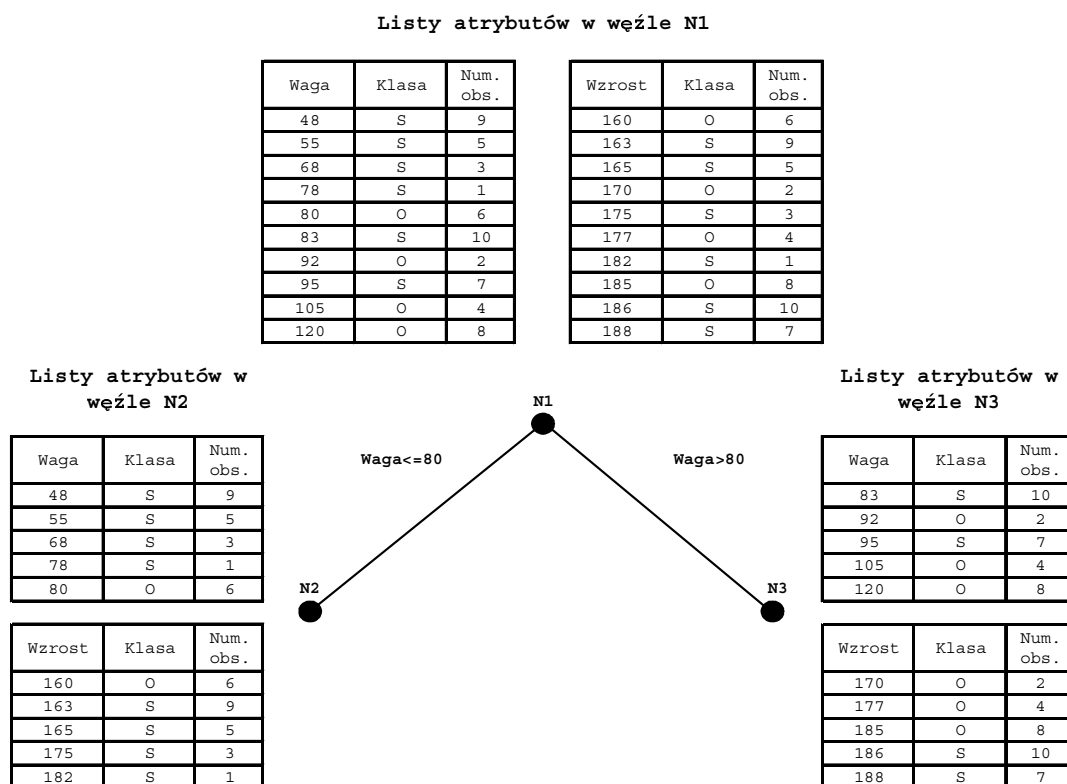 Listy atrybutów w węźle N1
Waga Klasa Num. obs.
48 S 9
55 S 5
68 S 3
78 S 1
80 O 6
83 S 10
92 O 2
95 S 7
105 O 4
120 O 8
Wzrost Klasa Num. obs.
160 O 6
163 S 9
165 S 5
170 O 2
175 S 3
177 O 4
182 S 1
185 O 8
186 S 10
188 S 7
Listy atrybutów w
węźle N2
Waga Klasa Num. obs.
48 S 9
55 S 5
68 S 3
78 S 1
80 O 6
Wzrost Klasa Num. obs.
160 O 6
163 S 9
165 S 5
175 S 3
182 S 1
N1
Waga<=80
Waga>80
N2
N3
Listy atrybutów w
węźle N3
Waga Klasa Num. obs.
83 S 10
92 O 2
95 S 7
105 O 4
120 O 8
Wzrost Klasa Num. obs.
170 O 2
177 O 4
185 O 8
186 S 10
188 S 7